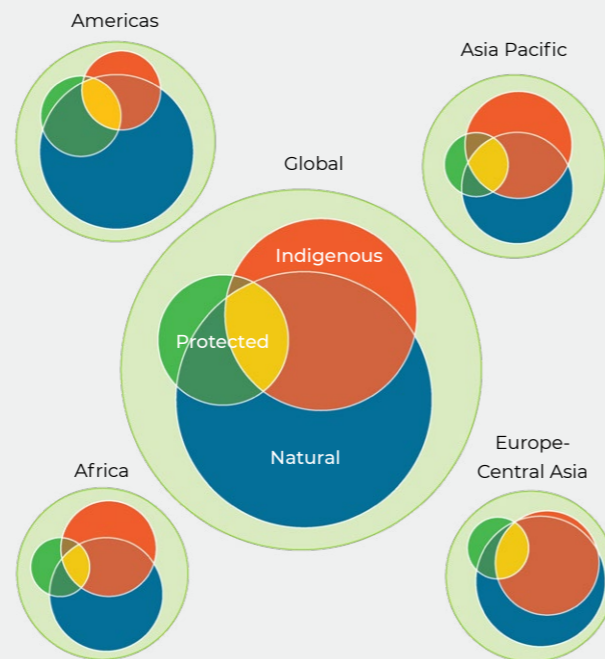 Americas
Asia Pacific
Global
Indigenous
Protected
Natural
Africa
Europe-
Central Asia